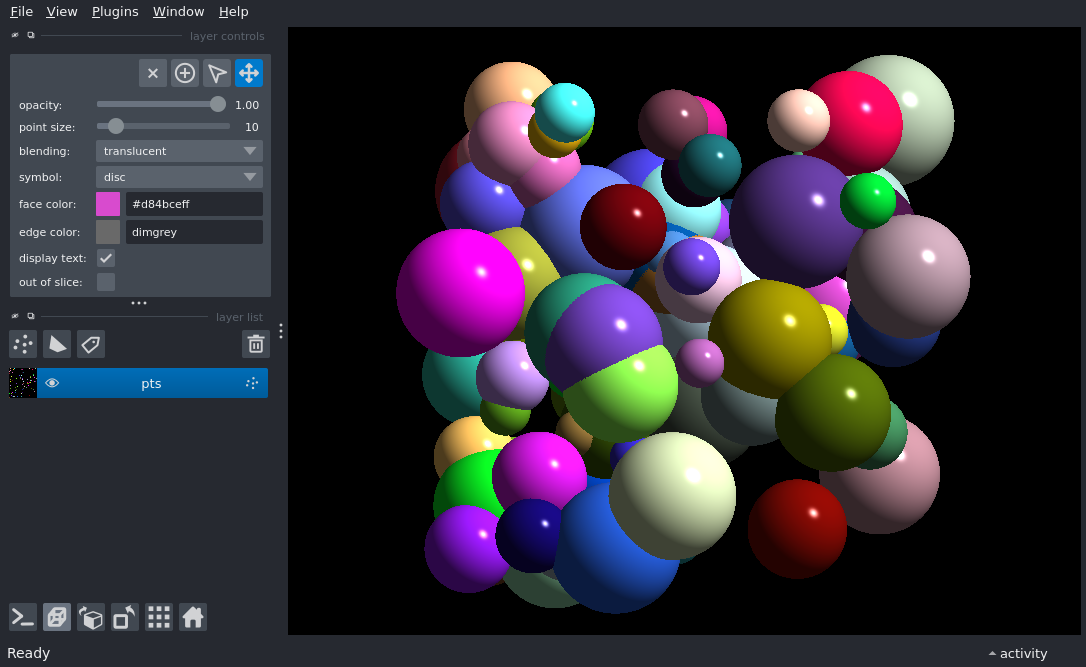 File View Plugins Window Help
layer controls
opacity: 1.00
point size: 10
blending: translucent
symbol: disc
face color: #d84bceff
edge color: dimgrey
display text:
out of slice:
layer list
pts
Ready activity